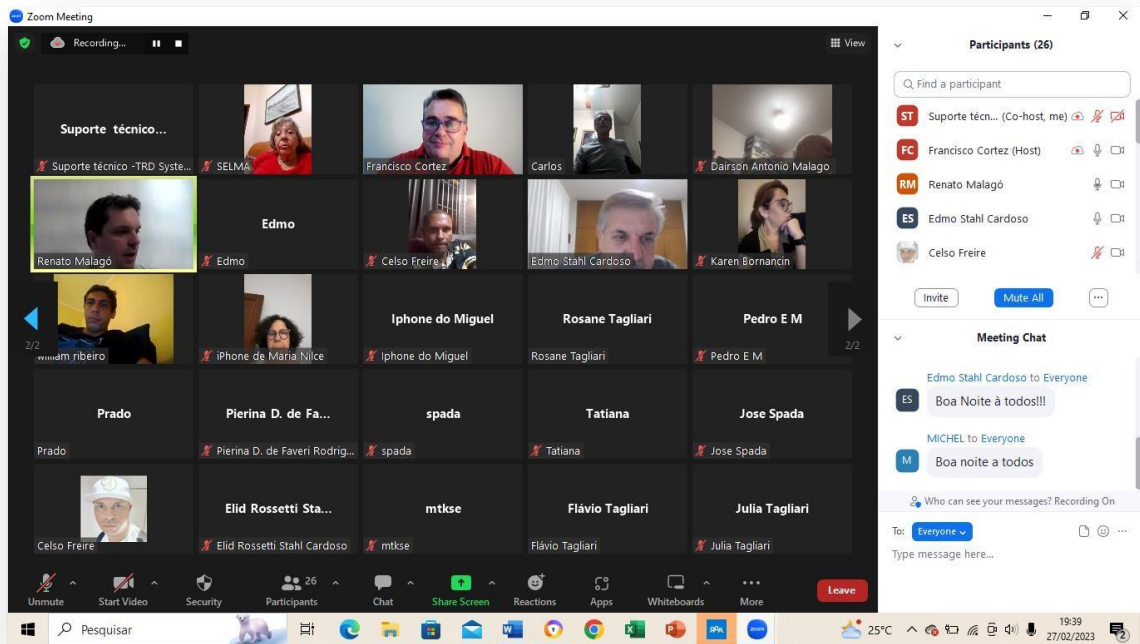 Zoom Meeting
Recording...
View
Suporte técnico...
Suporte técnico -TRD Syste...
SELMA
Francisco Cortez
Carlos
Dairson Antonio Malago
Renato Malagó
Edmo
Edmo
Celso Freire
Edmo Stahl Cardoso
Karen Bornancin
2/2
william ribeiro
iPhone de Maria Nilce
Iphone do Miguel
Iphone do Miguel
Rosane Tagliari
Rosane Tagliari
Pedro E M
Pedro E M
2/2
Prado
Prado
Pierina D. de Fa...
Pierina D. de Faveri Rodrig...
spada
spada
Tatiana
Tatiana
Jose Spada
Jose Spada
Celso Freire
Elid Rossetti Sta...
Elid Rossetti Stahl Cardoso
mtkse
mtkse
Flávio Tagliari
Flávio Tagliari
Julia Tagliari
Julia Tagliari
Unmute
Start Video
Security
26
Participants
Chat
Share Screen
Reactions
Apps
Whiteboards
More
Leave
Participants (26)
Find a participant
ST Suporte técn... (Co-host, me)
FC Francisco Cortez (Host)
RM Renato Malagó
ES Edmo Stahl Cardoso
Celso Freire
Invite
Mute All
Meeting Chat
Edmo Stahl Cardoso to Everyone
ES Boa Noite à todos!!!
MICHEL to Everyone
M Boa noite a todos
Who can see your messages? Recording On
To: Everyone
Type message here...
Pesquisar
25°C
19:39
27/02/2023